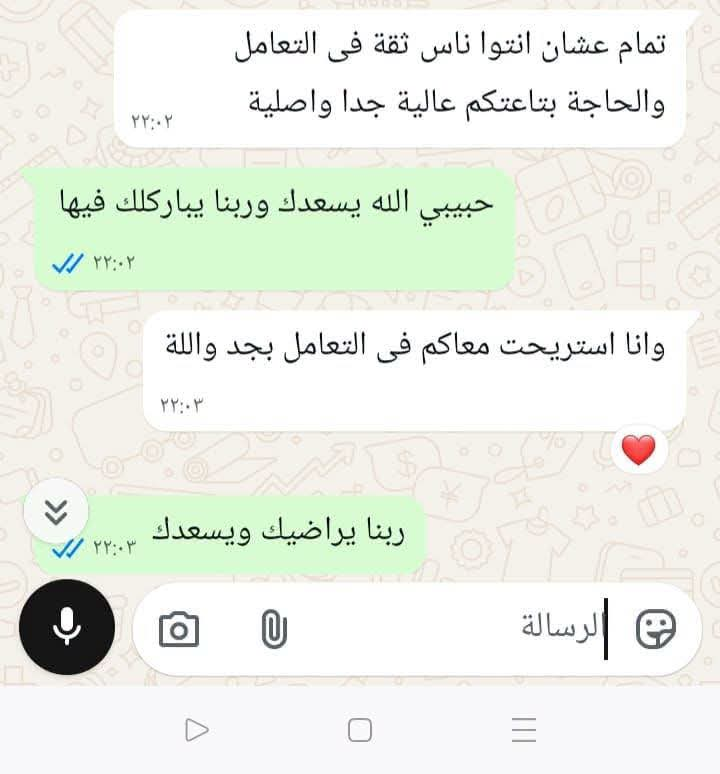 تمام عشان انتوا ناس ثقة فى التعامل
والحاجة بتاعتكم عالية جدا واصلية
٢٢:٠٢
حبيبي الله يسعدك وربنا يباركلك فيها
٢٢:٠٢
وانا استريحت معاكم فى التعامل بجد واللة
٢٢:٠٣
ربنا يراضيك ويسعدك
٢٢:٠٣
الرسالة